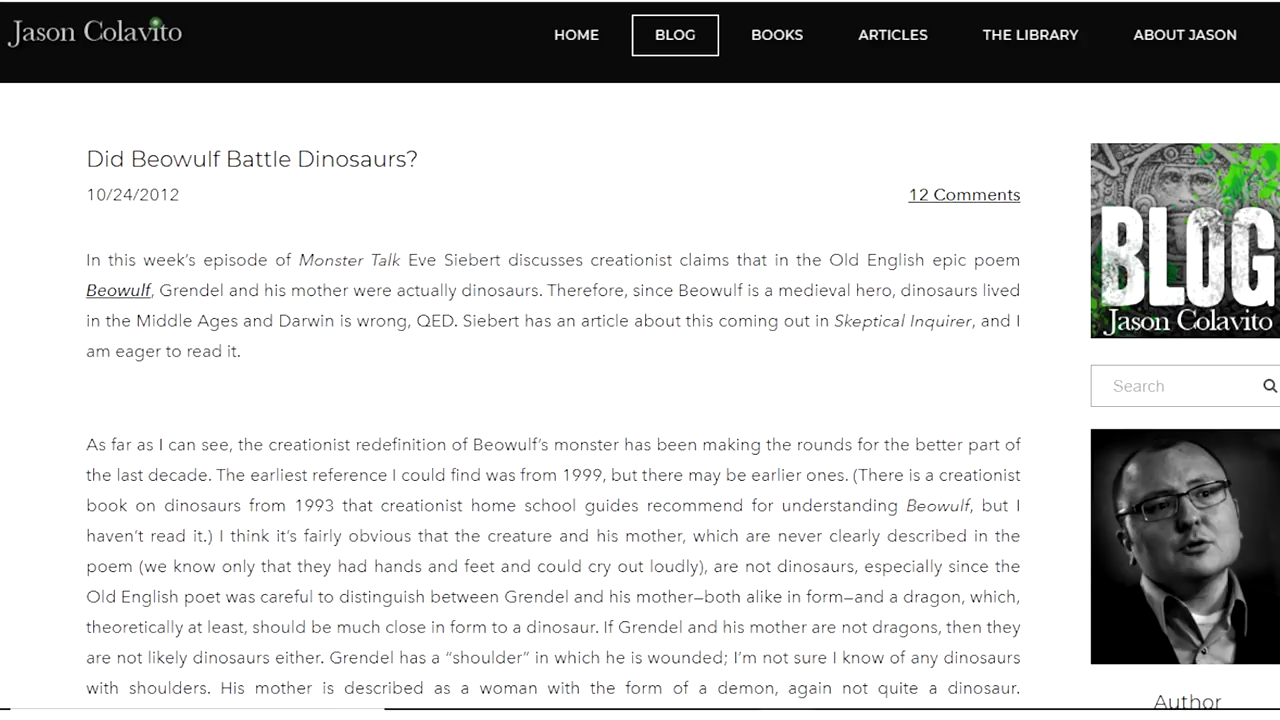 Jason Colavito
HOME BLOG BOOKS ARTICLES THE LIBRARY ABOUT JASON
Did Beowulf Battle Dinosaurs?
10/24/2012
12 Comments
In this week's episode of Monster Talk Eve Siebert discusses creationist claims that in the Old English epic poem
Beowulf, Grendel and his mother were actually dinosaurs. Therefore, since Beowulf is a medieval hero, dinosaurs lived
in the Middle Ages and Darwin is wrong, QED. Siebert has an article about this coming out in Skeptical Inquirer, and I
am eager to read it.
As far as I can see, the creationist redefinition of Beowulf's monster has been making the rounds for the better part of
the last decade. The earliest reference I could find was from 1999, but there may be earlier ones. (There is a creationist
book on dinosaurs from 1993 that creationist home school guides recommend for understanding Beowulf, but I
haven't read it.) I think it's fairly obvious that the creature and his mother, which are never clearly described in the
poem (we know only that they had hands and feet and could cry out loudly), are not dinosaurs, especially since the
Old English poet was careful to distinguish between Grendel and his mother—both alike in form—and a dragon, which,
theoretically at least, should be much close in form to a dinosaur. If Grendel and his mother are not dragons, then they
are not likely dinosaurs either. Grendel has a "shoulder" in which he is wounded; I'm not sure I know of any dinosaurs
with shoulders. His mother is described as a woman with the form of a demon, again not quite a dinosaur.
BLOG
Jason Colavito
Search
Author